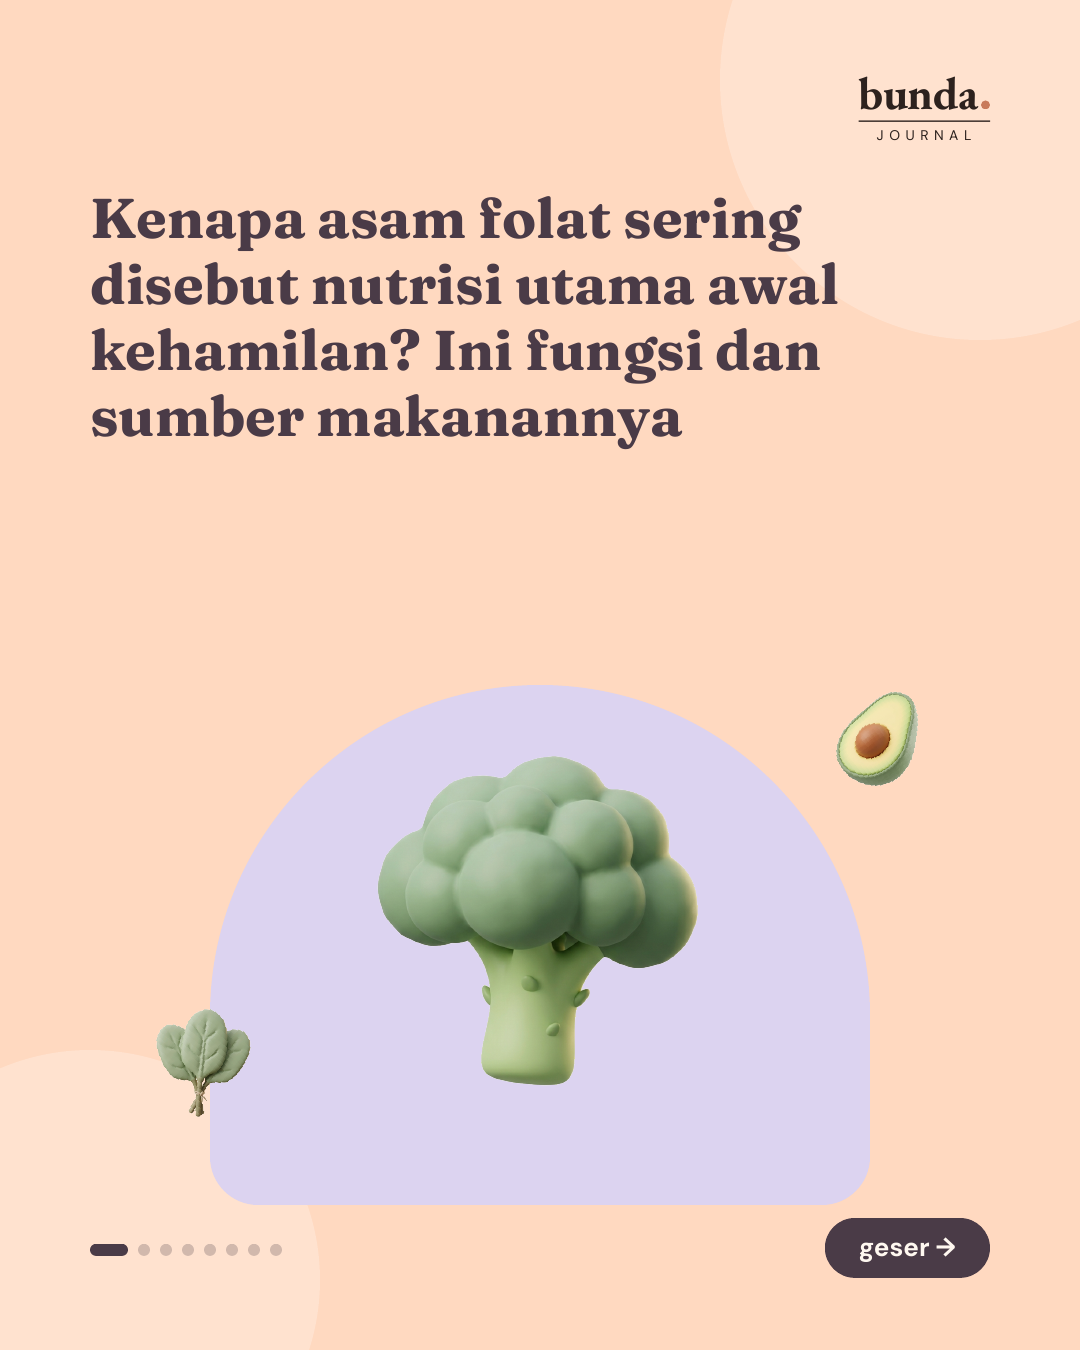 bunda.
JOURNAL
Kenapa asam folat sering
disebut nutrisi utama awal
kehamilan? Ini fungsi dan
sumber makanannya
geser →